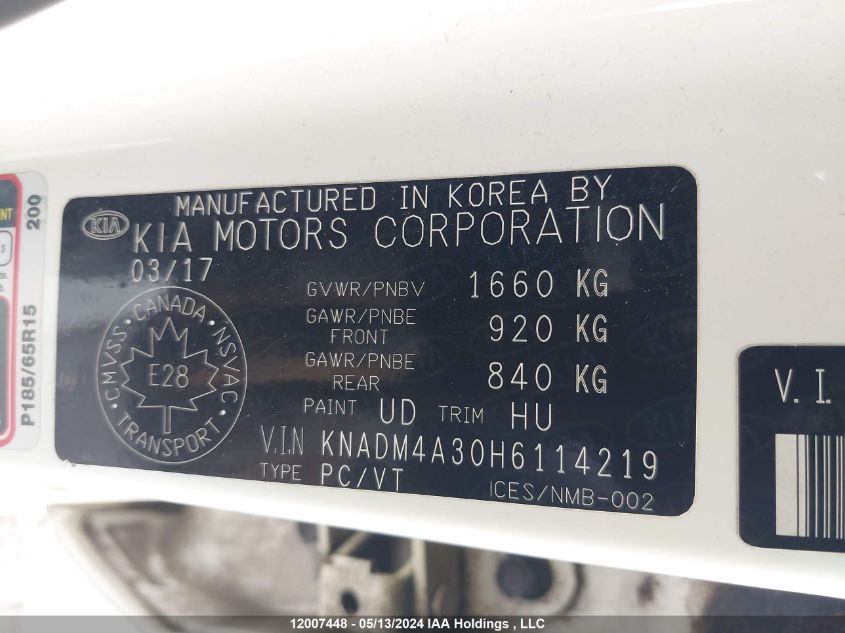 MANUFACTURED IN KOREA BY
KIA KIA MOTORS CORPORATION
03/17
GVWR/PNBV 1660 KG
GAWR/PNBE FRONT 920 KG
GAWR/PNBE REAR 840 KG
PAINT UD TRIM HU
V.I.N KNADM4A30H6114219
TYPE PC/VT
ICES/NMB-002
CANADA
CMVSS · NSVAC
E28
TRANSPORT
P185/65R15 200
V.I.
12007448 - 05/13/2024 IAA Holdings , LLC